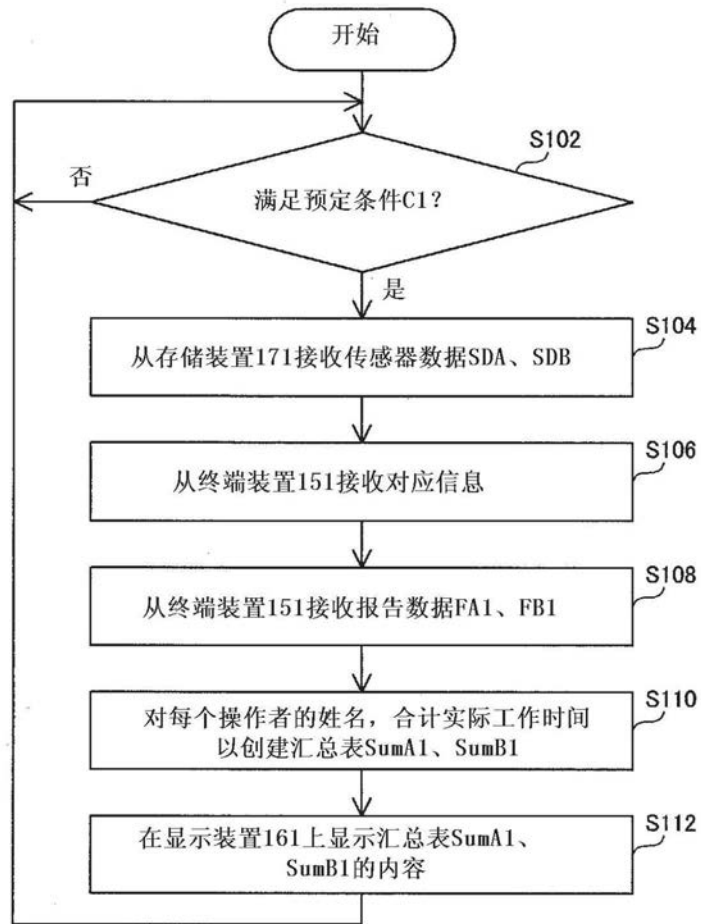 开始
S102
否
满足预定条件C1?
是
S104
从存储装置171接收传感器数据SDA、SDB
S106
从终端装置151接收对应信息
S108
从终端装置151接收报告数据FA1、FB1
S110
对每个操作者的姓名，合计实际工作时间
以创建汇总表SumA1、SumB1
S112
在显示装置161上显示汇总表SumA1、
SumB1的内容